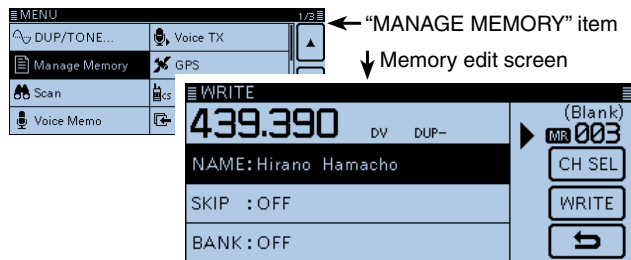 MENU 1/3
"MANAGE MEMORY" item
DUP/TONE... Voice TX
Manage Memory GPS
Memory edit screen
Scan CS
Voice Memo
WRITE
439.390 DV DUP– (Blank)
MR 003
NAME:Hirano Hamacho CH SEL
SKIP :OFF WRITE
BANK:OFF